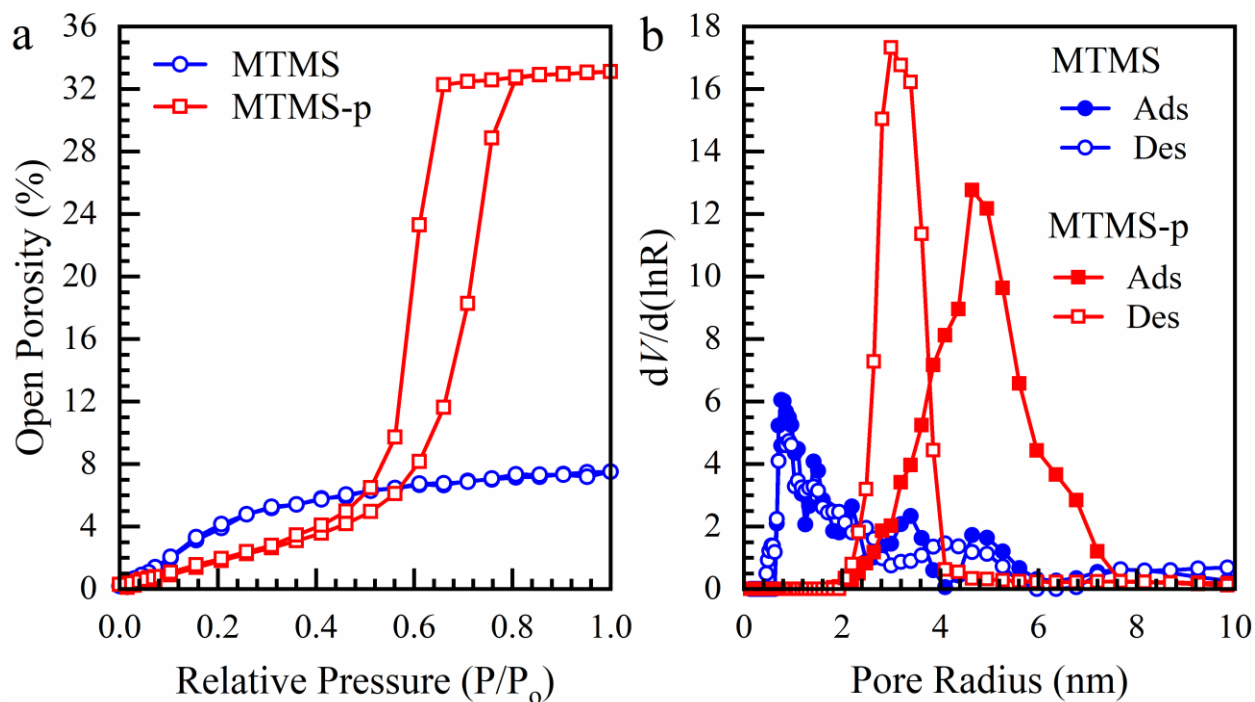 a
MTMS
MTMS-p
Open Porosity (%)
36
32
28
24
20
16
12
8
4
0
0.0 0.2 0.4 0.6 0.8 1.0
Relative Pressure (P/Po)
b
MTMS
Ads
Des
MTMS-p
Ads
Des
dV/d(lnR)
18
16
14
12
10
8
6
4
2
0
0 2 4 6 8 10
Pore Radius (nm)